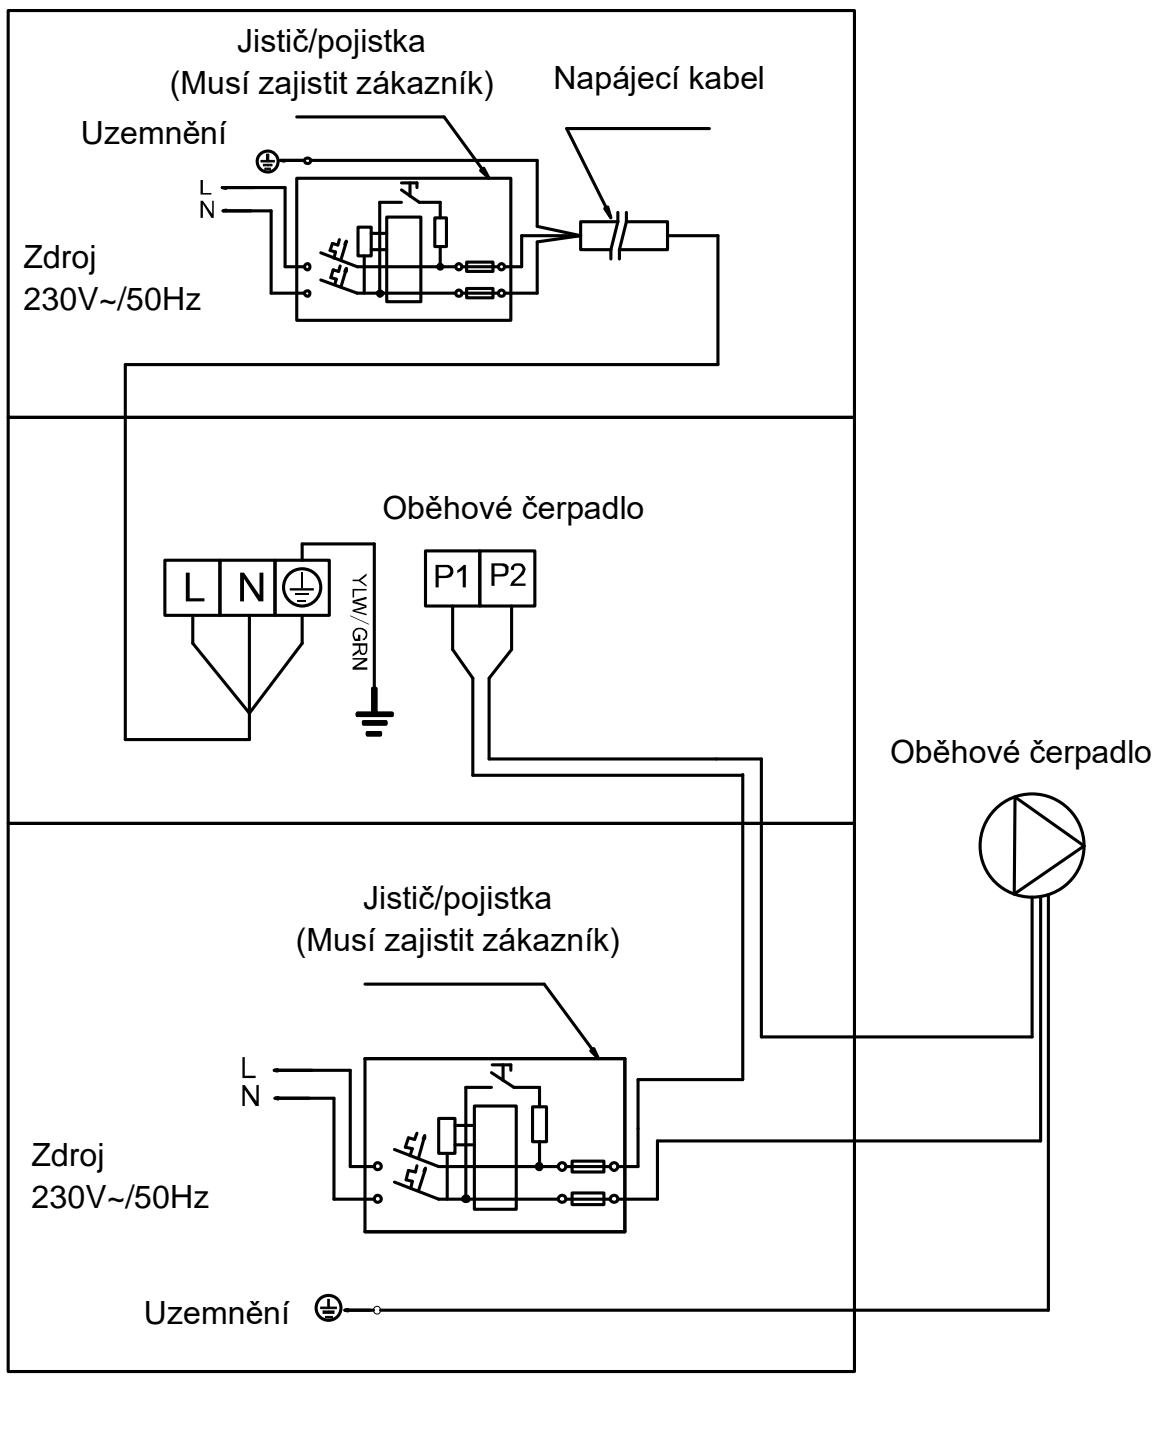 Jistič/pojistka
(Musí zajistit zákazník)
Napájecí kabel
Uzemnění
L
N
Zdroj
230V~/50Hz
Oběhové čerpadlo
L N
YLW/GRN
P1 P2
Oběhové čerpadlo
Jistič/pojistka
(Musí zajistit zákazník)
L
N
Zdroj
230V~/50Hz
Uzemnění